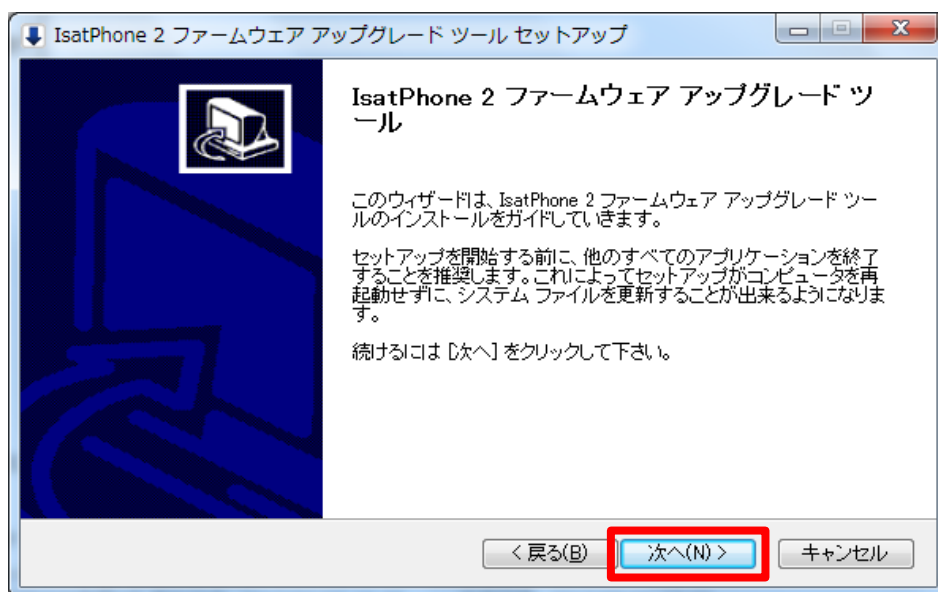 IsatPhone 2 ファームウエア アップグレード ツール セットアップ
IsatPhone 2 ファームウェア アップグレード ツ
ール
このウィザードは、IsatPhone 2 ファームウェア アップグレード ツー
ルのインストールをガイドしていきます。
セットアップを開始する前に、他のすべてのアプリケーションを終了
することを推奨します。これによってセットアップがコンピュータを再
起動せずに、システム ファイルを更新することが出来るようになりま
す。
続けるには [次へ] をクリックして下さい。
< 戻る(B)
次へ(N) >
キャンセル